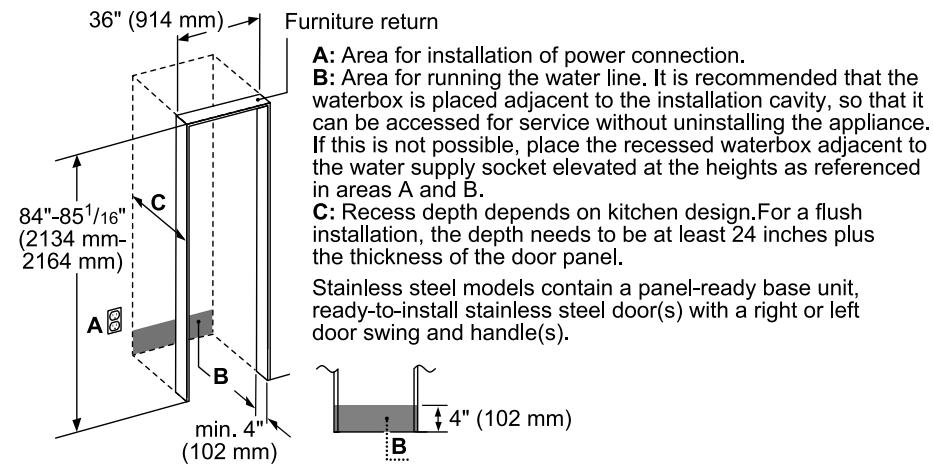 36" (914 mm)
Furniture return
A: Area for installation of power connection.
B: Area for running the water line. It is recommended that the
waterbox is placed adjacent to the installation cavity, so that it
can be accessed for service without uninstalling the appliance.
If this is not possible, place the recessed waterbox adjacent to
the water supply socket elevated at the heights as referenced
in areas A and B.
C: Recess depth depends on kitchen design.For a flush
installation, the depth needs to be at least 24 inches plus
the thickness of the door panel.
Stainless steel models contain a panel-ready base unit,
ready-to-install stainless steel door(s) with a right or left
door swing and handle(s).
C
84"-85 1/16"
(2134 mm-
2164 mm)
A
B
min. 4"
(102 mm)
4" (102 mm)
B